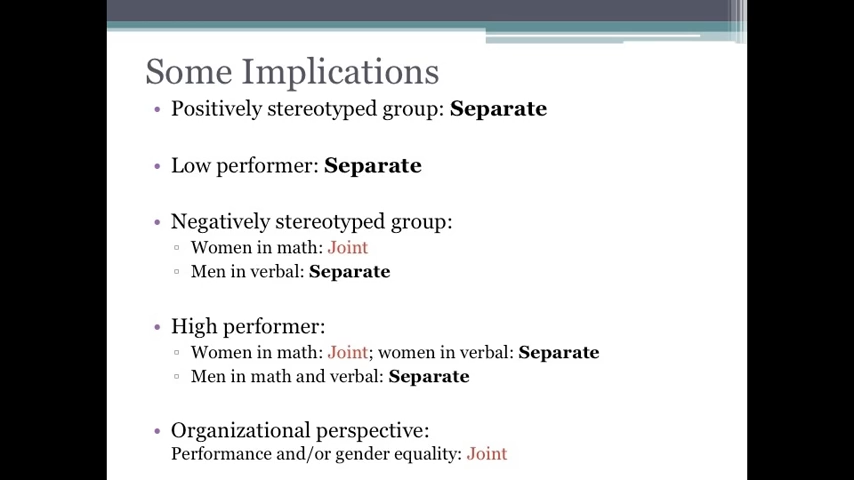 Some Implications
• Positively stereotyped group: Separate
• Low performer: Separate
• Negatively stereotyped group:
▫ Women in math: Joint
▫ Men in verbal: Separate
• High performer:
▫ Women in math: Joint; women in verbal: Separate
▫ Men in math and verbal: Separate
• Organizational perspective:
Performance and/or gender equality: Joint